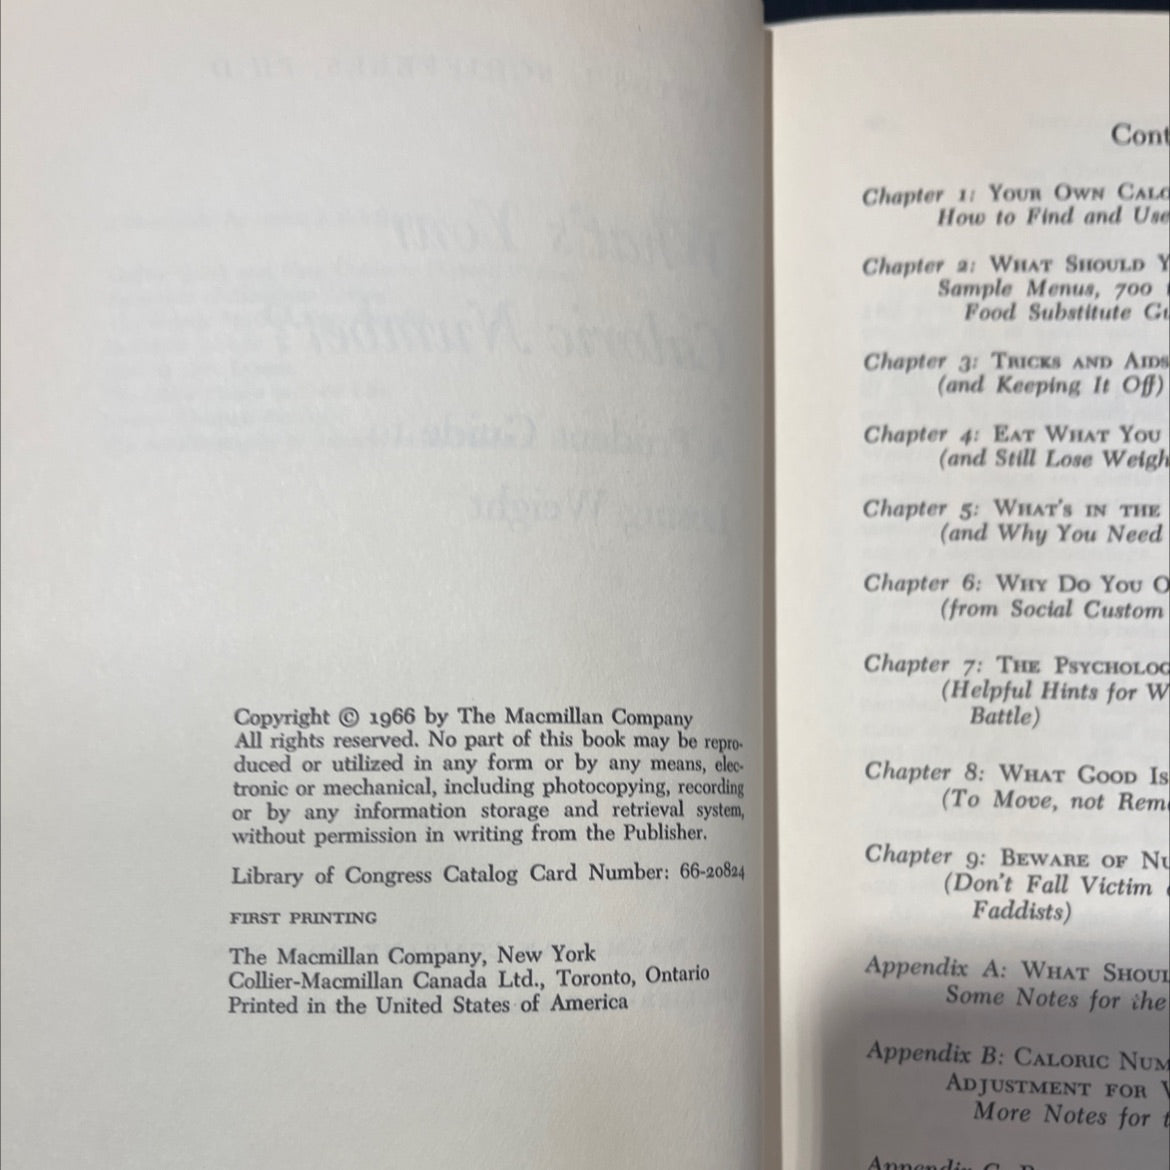 Copyright © 1966 by The Macmillan Company
All rights reserved. No part of this book may be repro-
duced or utilized in any form or by any means, elec-
tronic or mechanical, including photocopying, recording
or by any information storage and retrieval system,
without permission in writing from the Publisher.
Library of Congress Catalog Card Number: 66-20824
FIRST PRINTING
The Macmillan Company, New York
Collier-Macmillan Canada Ltd., Toronto, Ontario
Printed in the United States of America
Cont
Chapter 1: YOUR OWN CALO
How to Find and Use
Chapter 2: WHAT SHOULD Y
Sample Menus, 700
Food Substitute Gu
Chapter 3: TRICKS AND AIDS
(and Keeping It Off)
Chapter 4: EAT WHAT YOU
(and Still Lose Weigh
Chapter 5: WHAT'S IN THE
(and Why You Need
Chapter 6: WHY DO YOU O
(from Social Custom
Chapter 7: THE PSYCHOLOG
(Helpful Hints for W
Battle)
Chapter 8: WHAT GOOD IS
(To Move, not Rem
Chapter 9: BEWARE OF NU
(Don't Fall Victim
Faddists)
Appendix A: WHAT SHOUL
Some Notes for the
Appendix B: CALORIC NUM
ADJUSTMENT FOR
More Notes for t